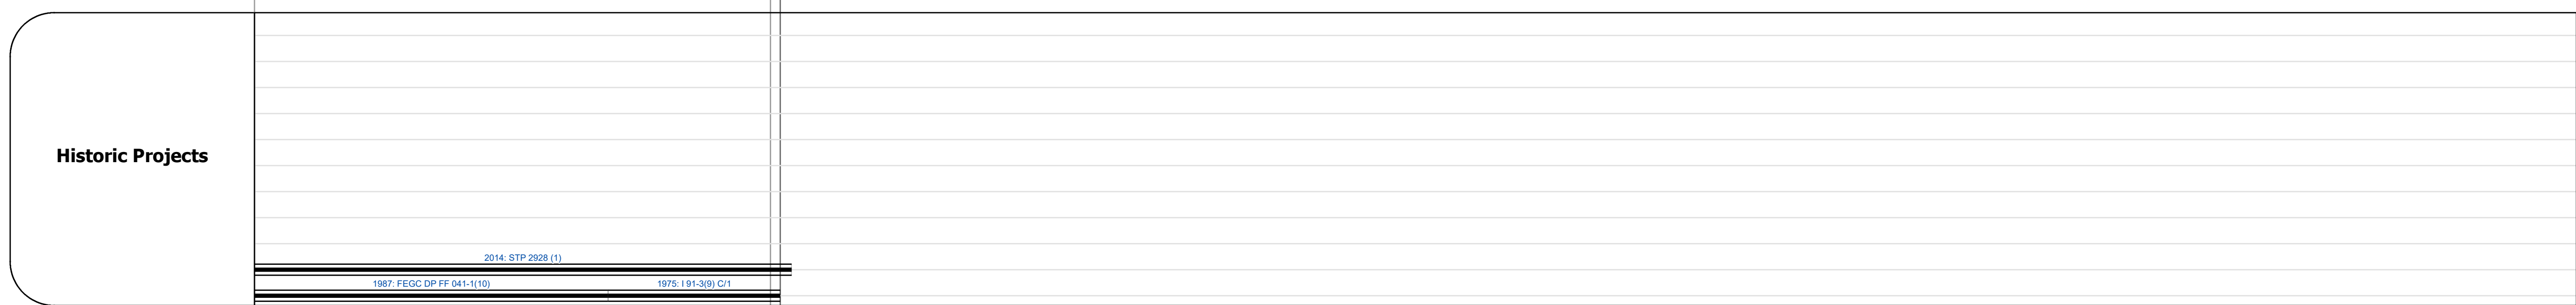 Historic Projects
2014: STP 2928 (1)
1987: FEGC DP FF 041-1(10)
1975: I 91-3(9) C/1